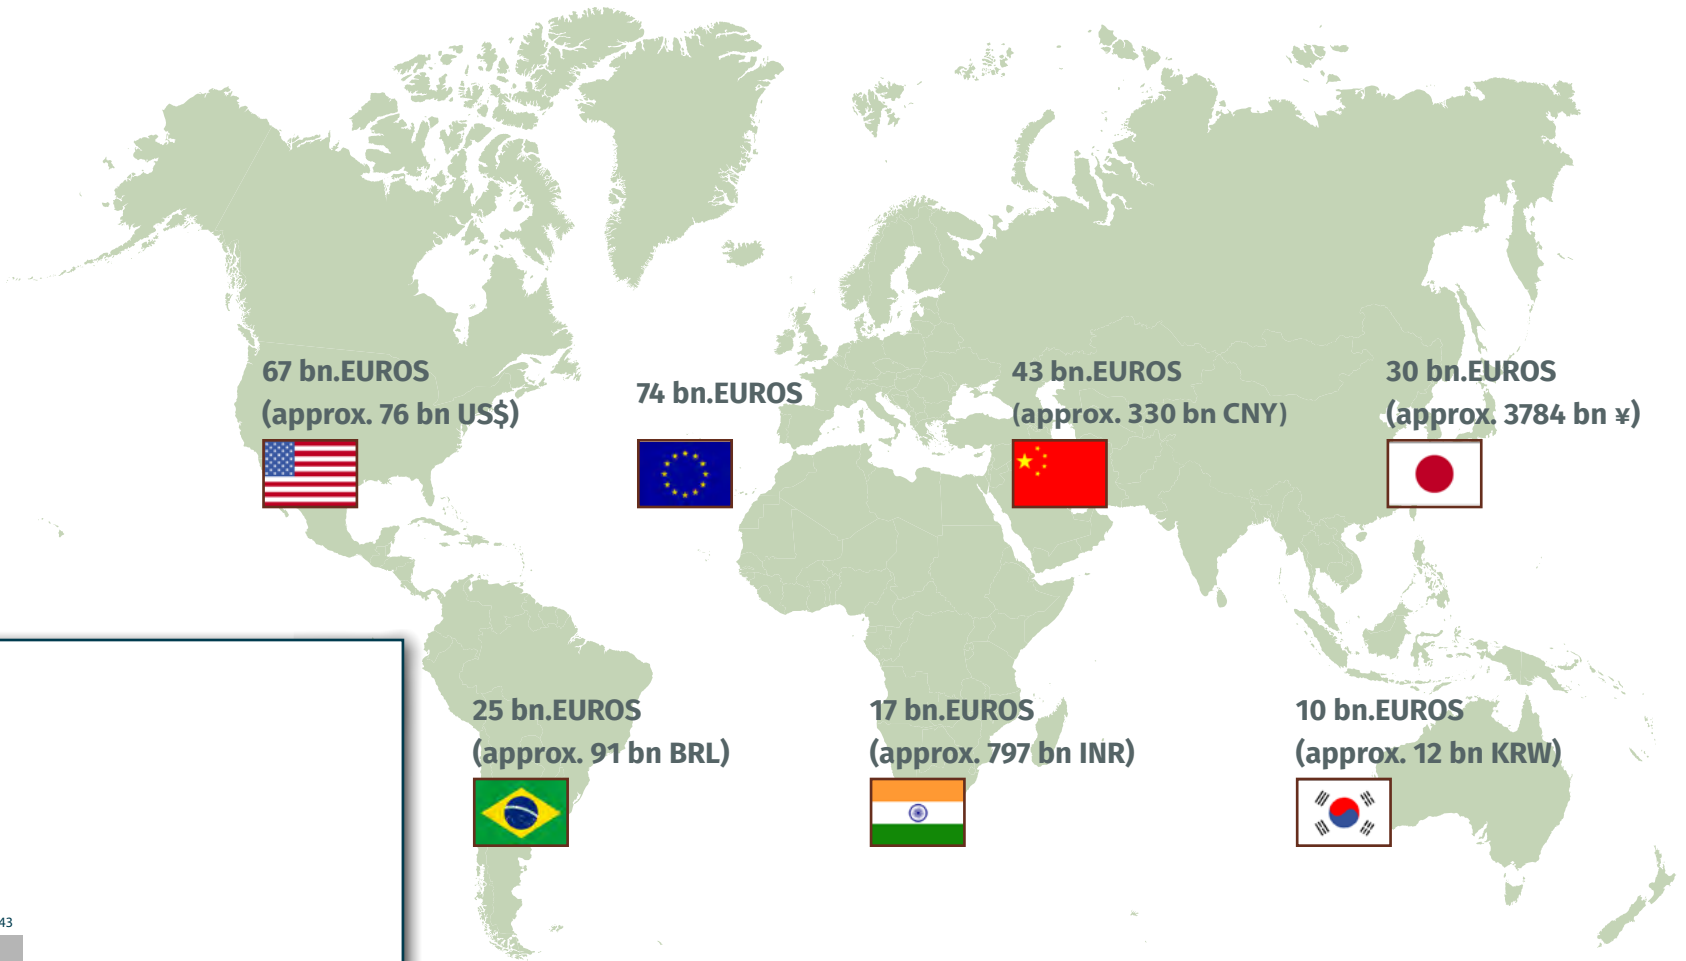 67 bn.EUROS
(approx. 76 bn US$)
74 bn.EUROS
43 bn.EUROS
(approx. 330 bn CNY)
30 bn.EUROS
(approx. 3784 bn ¥)
25 bn.EUROS
(approx. 91 bn BRL)
17 bn.EUROS
(approx. 797 bn INR)
10 bn.EUROS
(approx. 12 bn KRW)
43